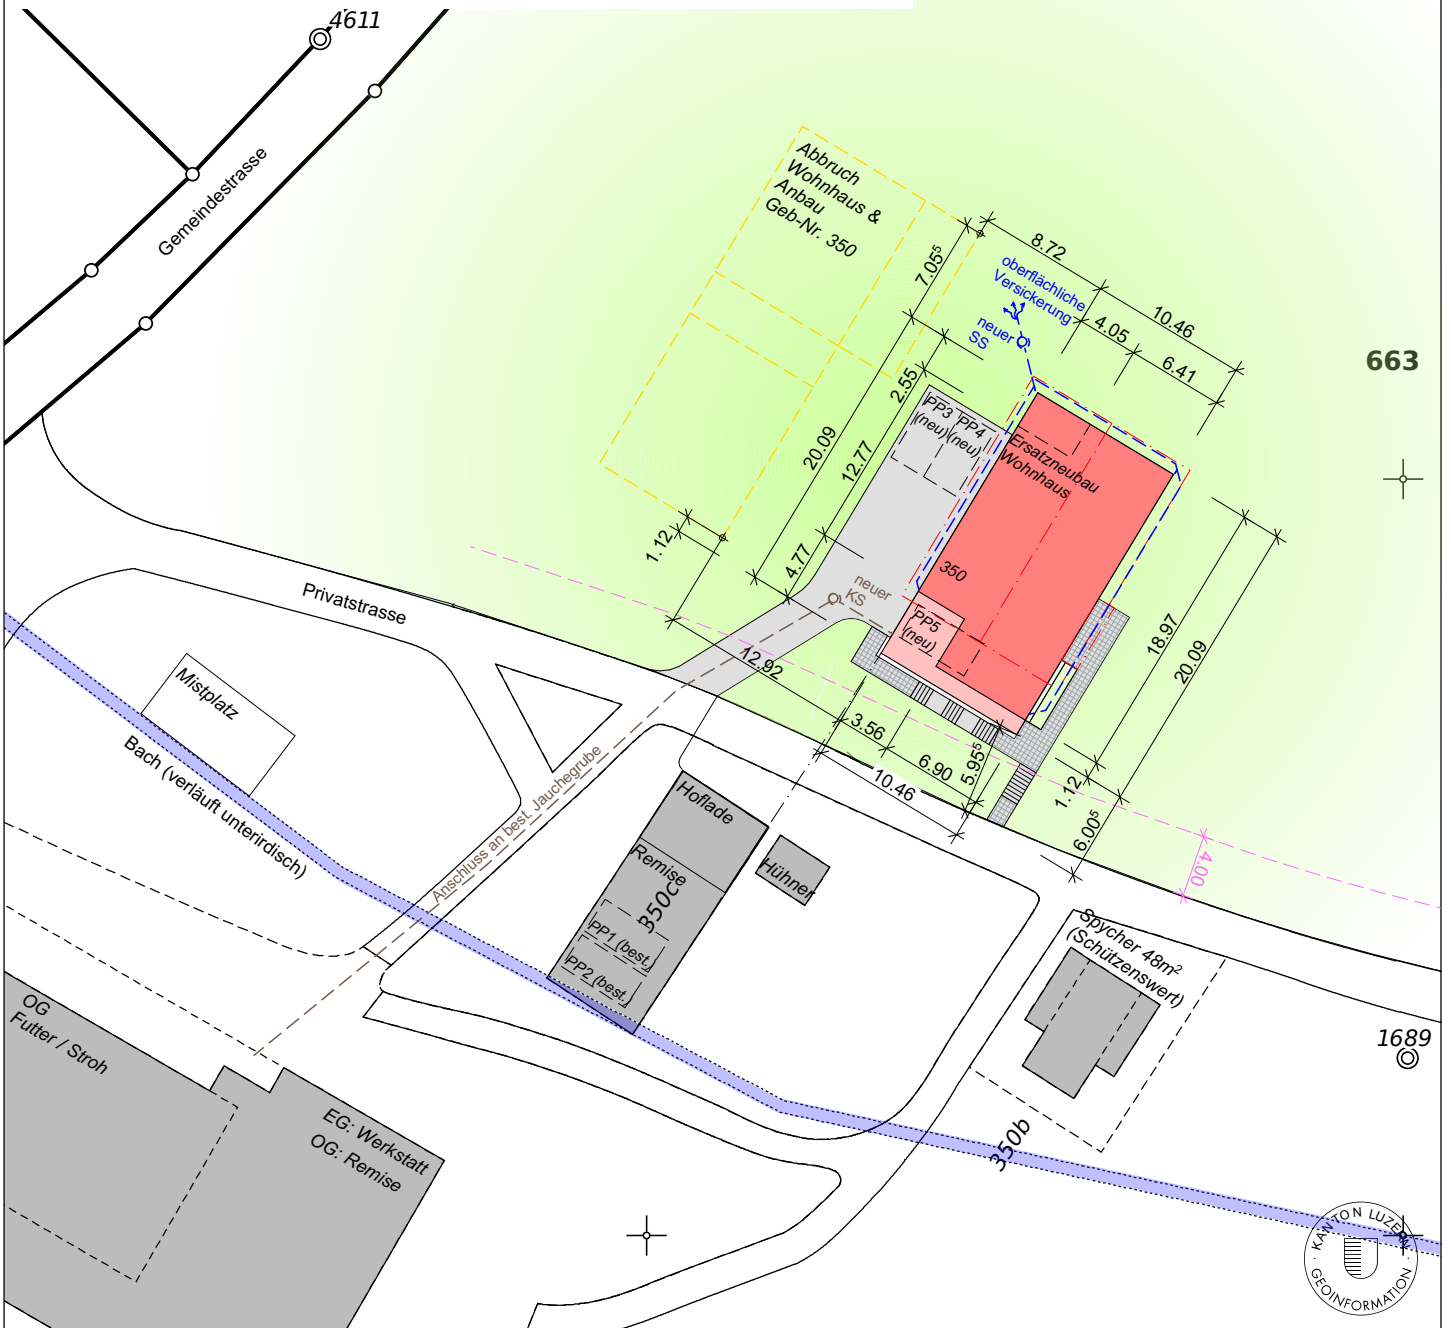 4611
Gemeindestrasse
Abbruch
Wohnhaus &
Anbau
Geb-Nr. 350
7.05⁵
8.72
oberflächliche
Versickerung
neuer
SS
10.46
4.05
6.41
663
2.55
20.09
12.77
PP3
(neu)
PP4
(neu)
Ersatzneubau
Wohnhaus
1.12
4.77
neuer
KS
350
PP5
(neu)
Privatstrasse
12.92
18.97
20.09
Mistplatz
3.56
6.90
5.95⁵
10.46
1.12
6.00⁵
4.00
Bach (verläuft unterirdisch)
Anschluss an best. Jauchegrube
Hoflade
Remise
350c
Hühner
PP1 (best.)
PP2 (best.)
Spycher 48m²
(Schützenswert)
OG
Futter / Stroh
1689
EG: Werkstatt
OG: Remise
350b
KANTON LUZERN
GEOINFORMATION